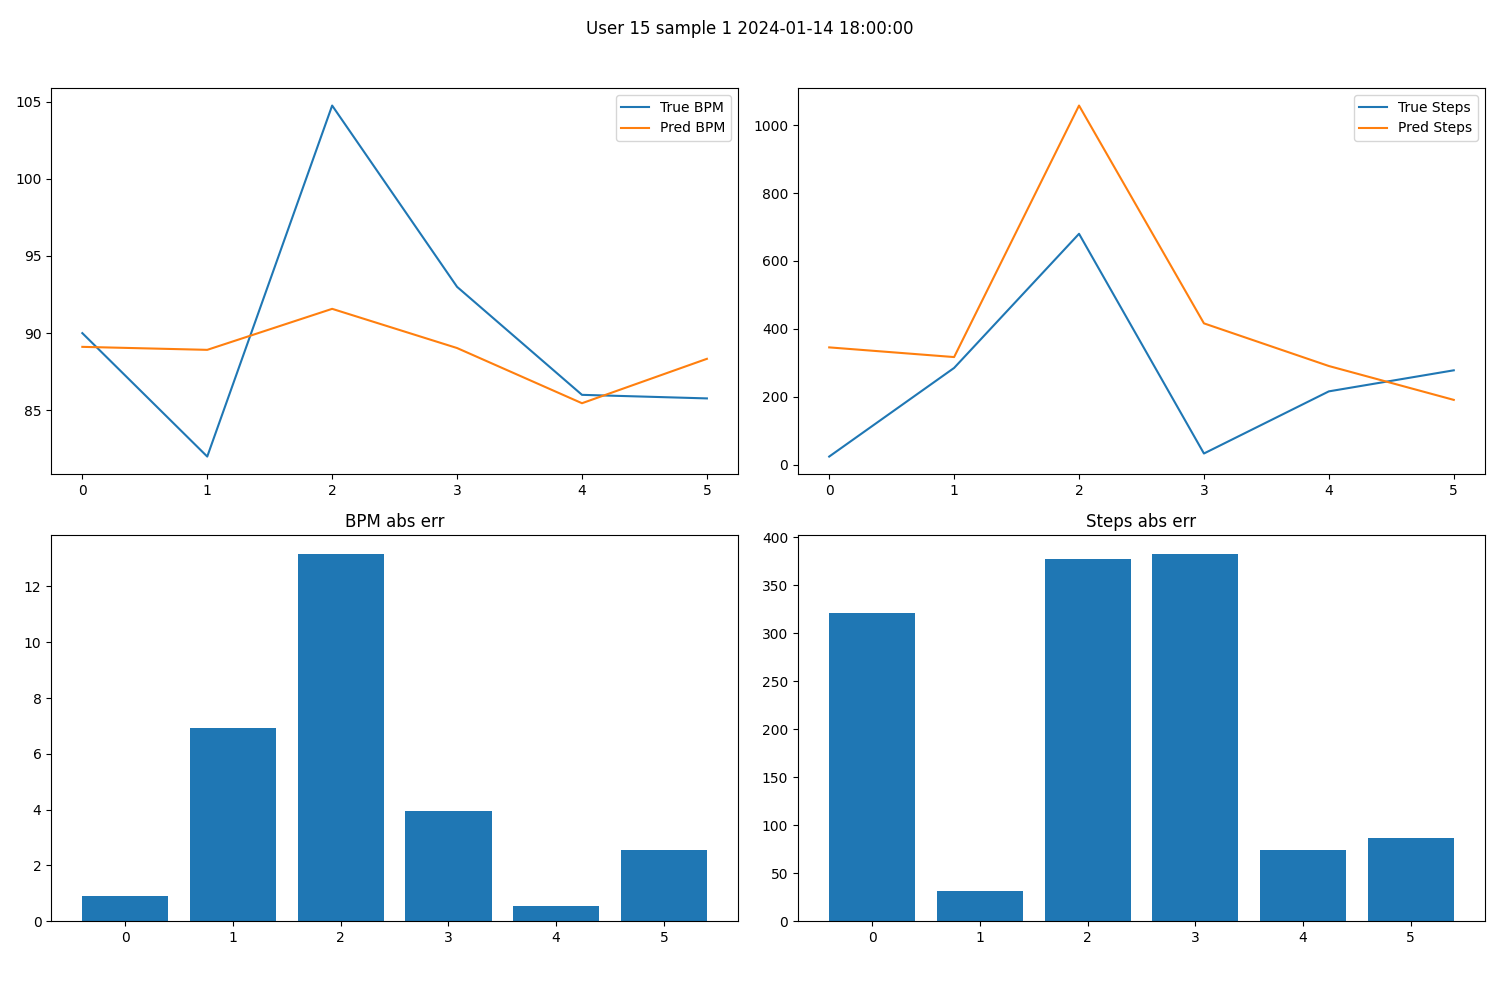 User 15 sample 1 2024-01-14 18:00:00
105
100
95
90
85
0 1 2 3 4 5
True BPM
Pred BPM
1000
800
600
400
200
0
0 1 2 3 4 5
True Steps
Pred Steps
BPM abs err
12
10
8
6
4
2
0
0 1 2 3 4 5
Steps abs err
400
350
300
250
200
150
100
50
0
0 1 2 3 4 5